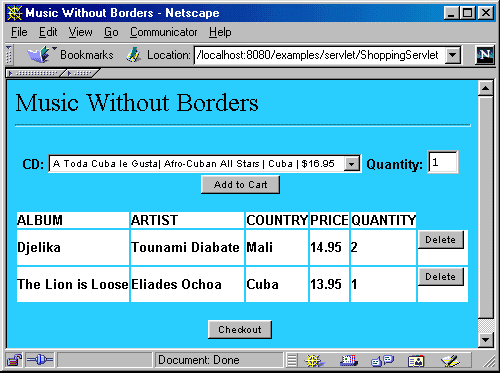 Music Without Borders - Netscape
File Edit View Go Communicator Help
Bookmarks Location: /localhost:8080/examples/servlet/ShoppingServlet N
Music Without Borders
CD: A Toda Cuba le Gusta| Afro-Cuban All Stars | Cuba | $16.95 Quantity: 1
Add to Cart
ALBUM ARTIST COUNTRY PRICE QUANTITY
Djelika Tounami Diabate Mali 14.95 2 Delete
The Lion is Loose Eliades Ochoa Cuba 13.95 1 Delete
Checkout
Document: Done